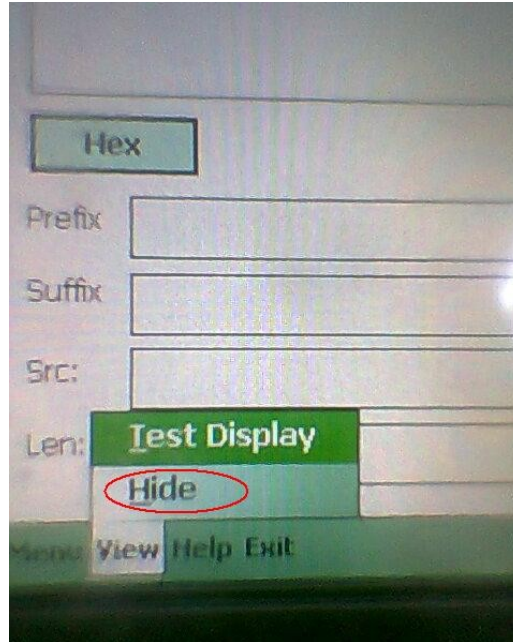 Hex
Prefix
Suffix
Src:
Len:
Test Display
Hide
Menu View Help Exit